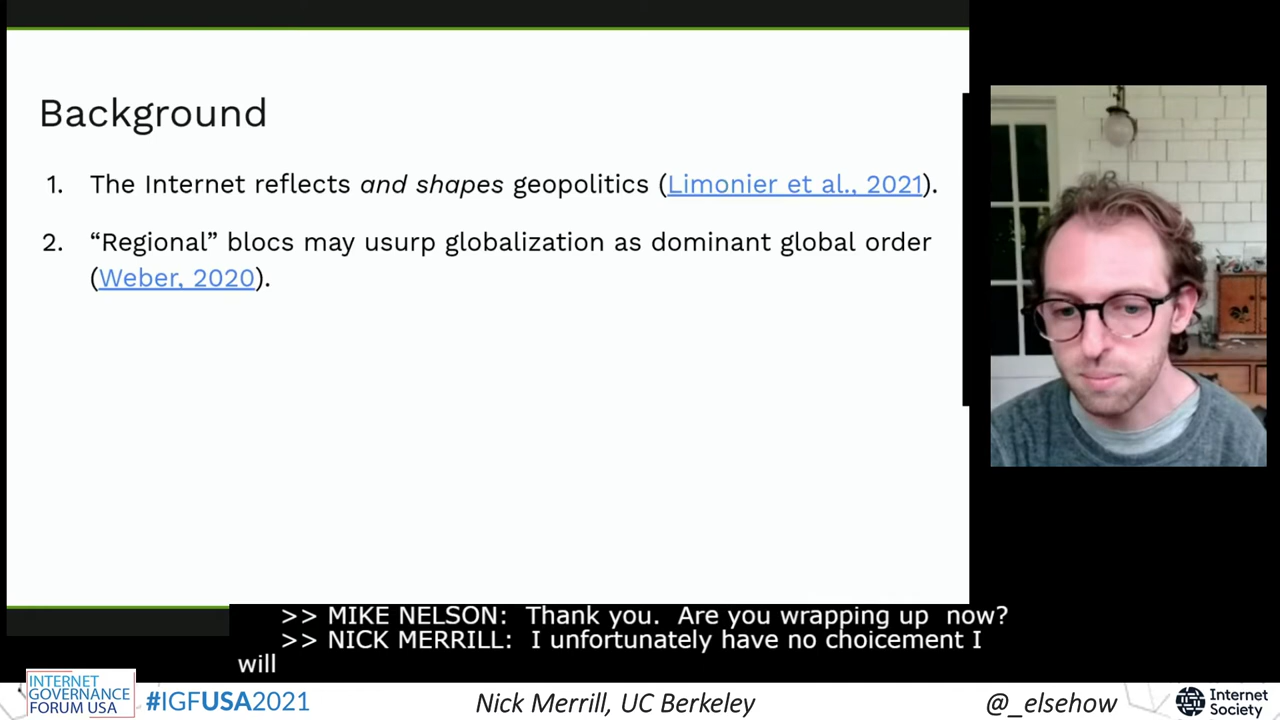 Background
1. The Internet reflects and shapes geopolitics (Limonier et al., 2021).
2. “Regional” blocs may usurp globalization as dominant global order
(Weber, 2020).
>> MIKE NELSON:  Thank you.  Are you wrapping up  now?
>> NICK MERRILL:  I unfortunately have no choicement I
will
INTERNET
GOVERNANCE
FORUM USA
#IGFUSA2021
Nick Merrill, UC Berkeley
@_elsehow
Internet
Society